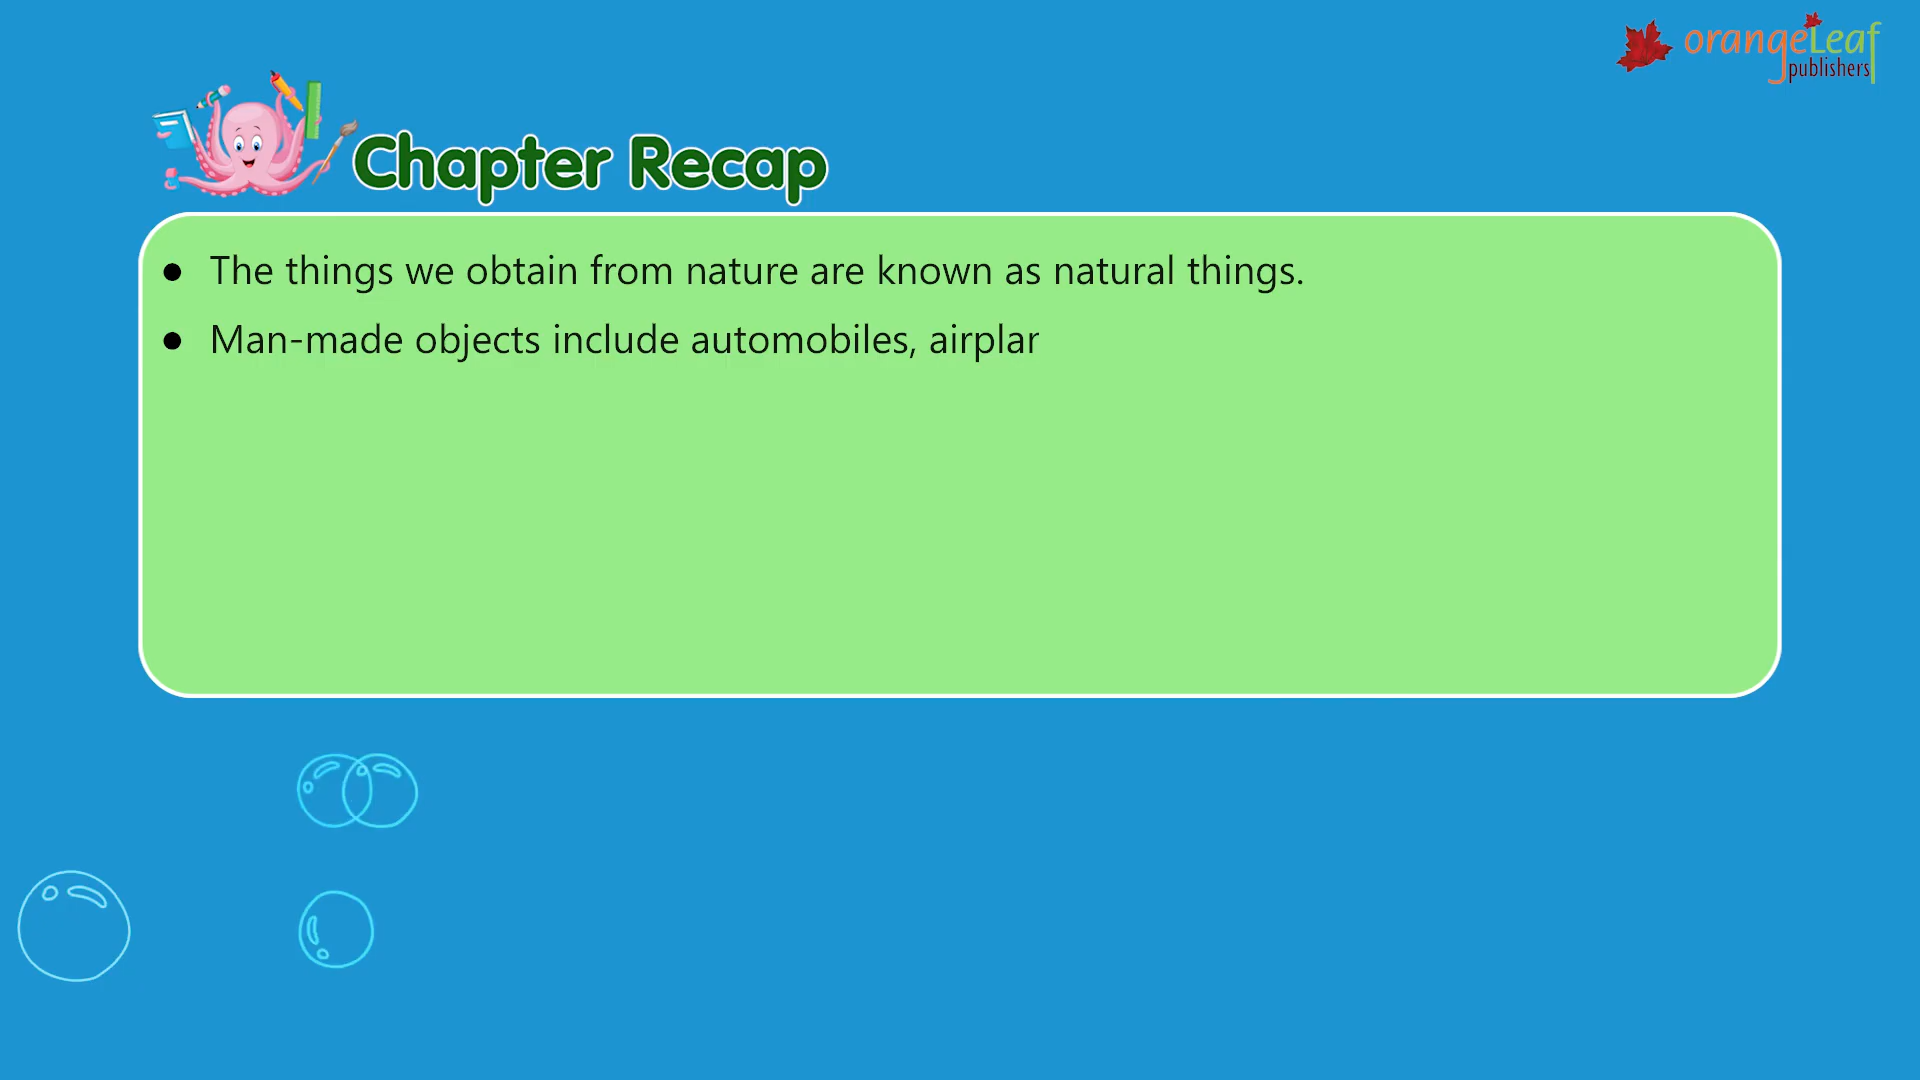 orangeLeaf
publishers
Chapter Recap
● The things we obtain from nature are known as natural things.
● Man-made objects include automobiles, airplar